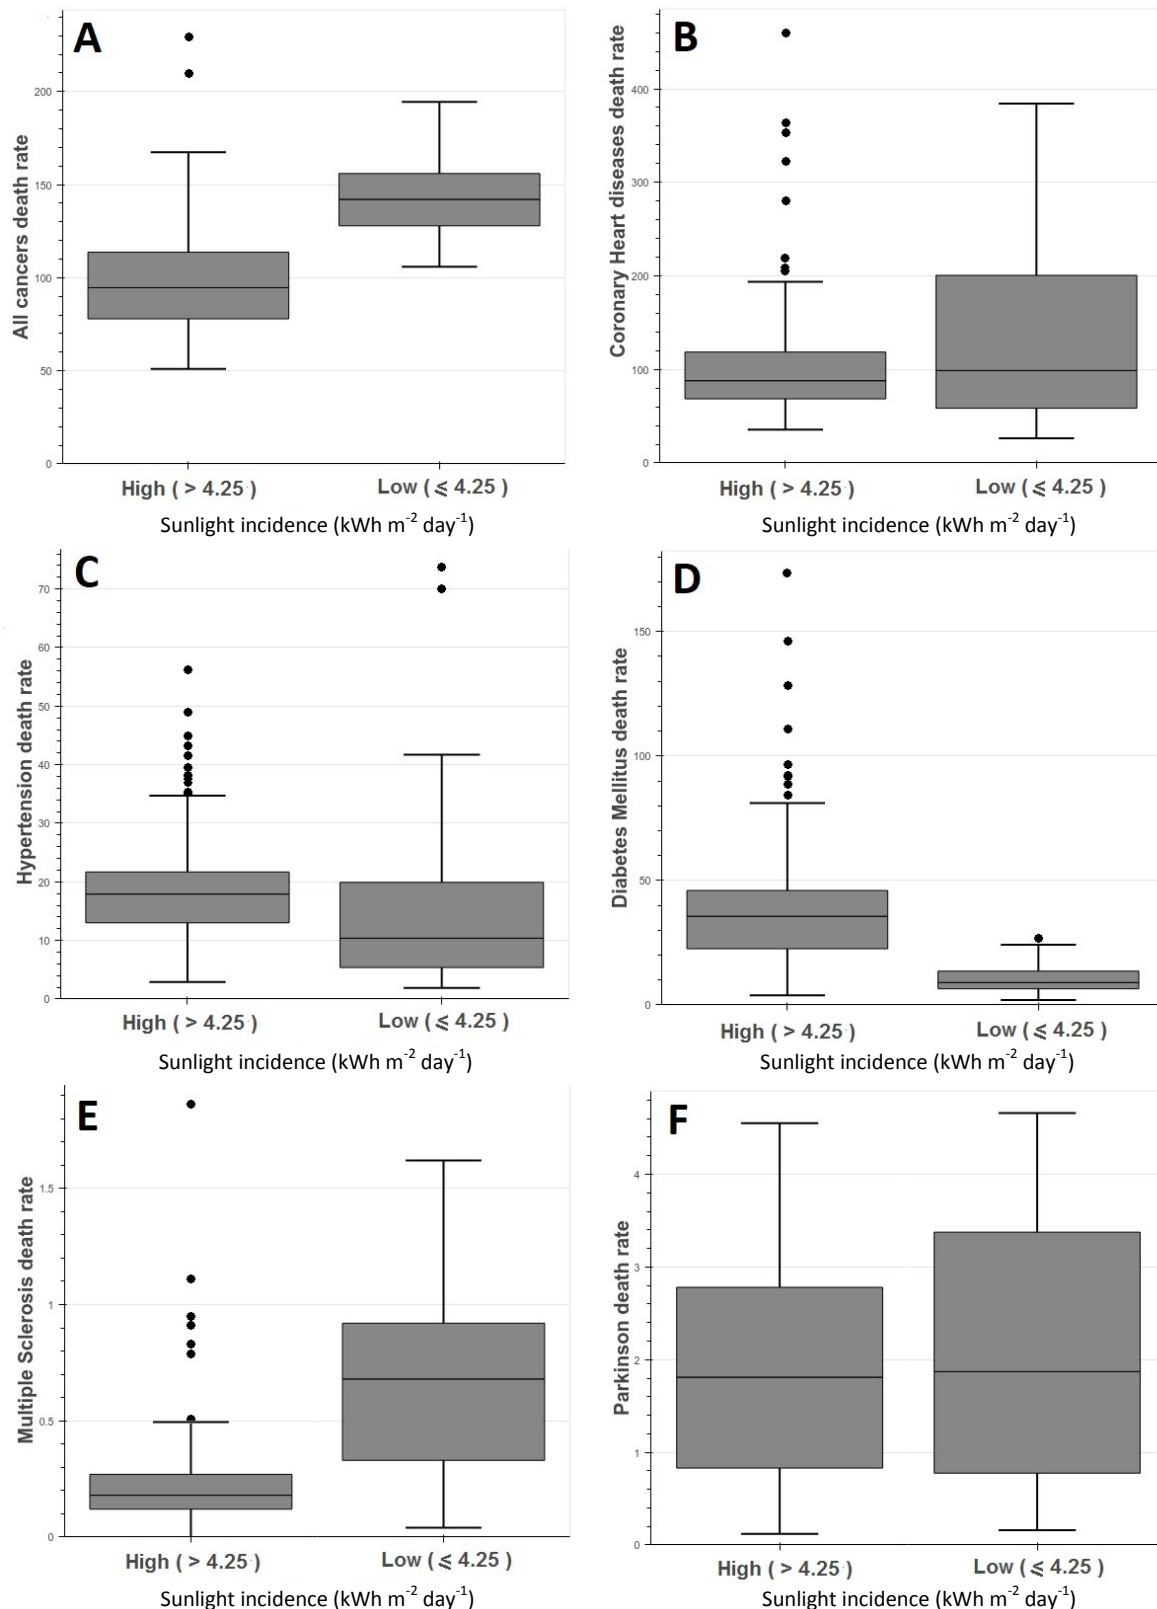 A
All cancers death rate
200
150
100
50
0
High ( > 4.25 )
Low ( ⩽ 4.25 )
Sunlight incidence (kWh m⁻² day⁻¹)
B
Coronary Heart diseases death rate
400
300
200
100
0
High ( > 4.25 )
Low ( ⩽ 4.25 )
Sunlight incidence (kWh m⁻² day⁻¹)
C
Hypertension death rate
70
60
50
40
30
20
10
0
High ( > 4.25 )
Low ( ⩽ 4.25 )
Sunlight incidence (kWh m⁻² day⁻¹)
D
Diabetes Mellitus death rate
150
100
50
0
High ( > 4.25 )
Low ( ⩽ 4.25 )
Sunlight incidence (kWh m⁻² day⁻¹)
E
Multiple Sclerosis death rate
1.5
1
0.5
0
High ( > 4.25 )
Low ( ⩽ 4.25 )
Sunlight incidence (kWh m⁻² day⁻¹)
F
Parkinson death rate
4
3
2
1
0
High ( > 4.25 )
Low ( ⩽ 4.25 )
Sunlight incidence (kWh m⁻² day⁻¹)